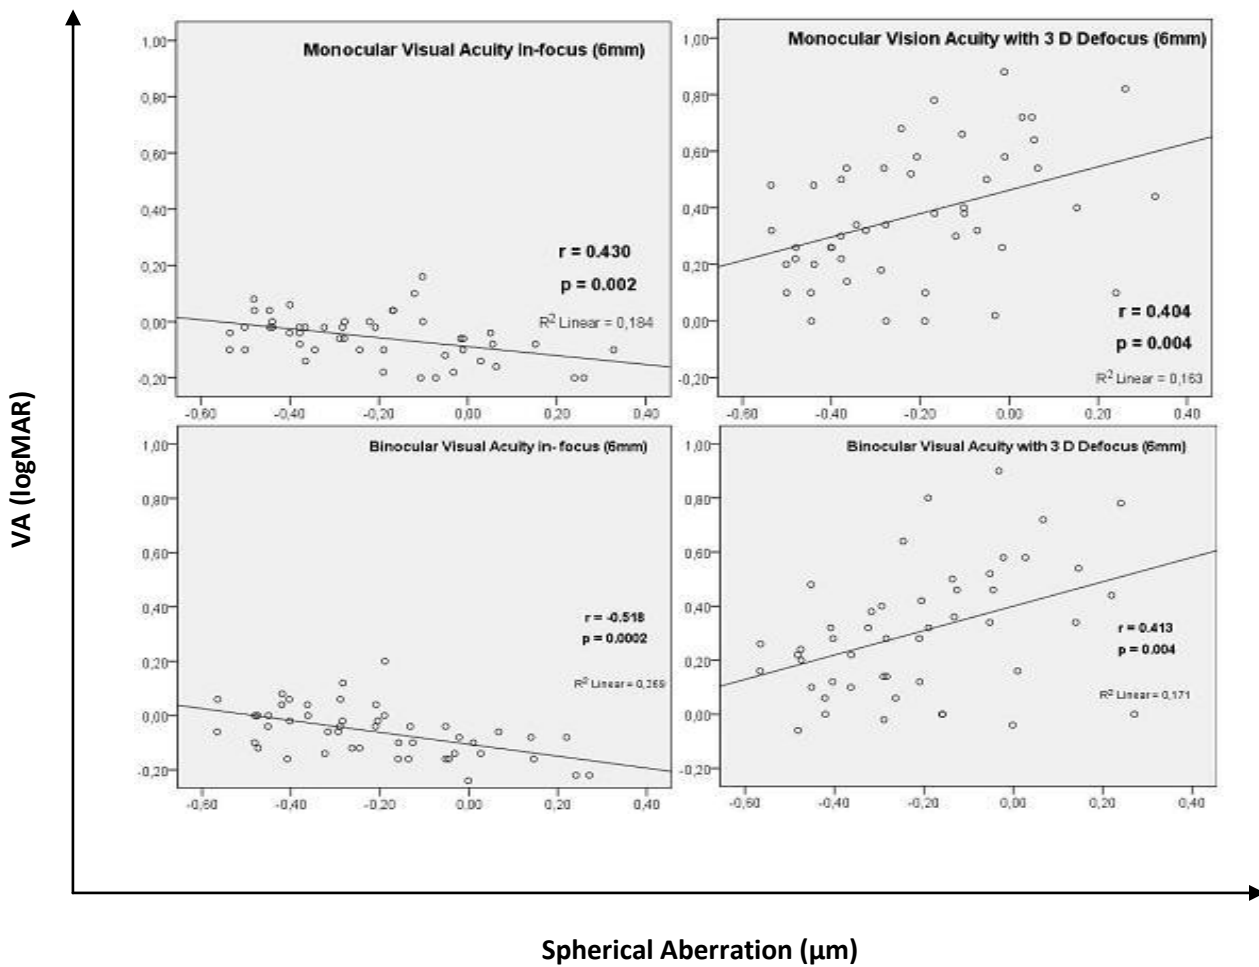 VA (logMAR)
Monocular Visual Acuity in-focus (6mm)
1,00
0,80
0,60
0,40
0,20
0,00
-0,20
r = 0.430
p = 0.002
R² Linear = 0,184
-0,60 -0,40 -0,20 0,00 0,20 0,40
Monocular Vision Acuity with 3 D Defocus (6mm)
1,00
0,80
0,60
0,40
0,20
0,00
-0,20
r = 0.404
p = 0.004
R² Linear = 0,163
-0,60 -0,40 -0,20 0,00 0,20 0,40
Binocular Visual Acuity in- focus (6mm)
1,00
0,80
0,60
0,40
0,20
0,00
-0,20
r = -0.518
p = 0.0002
R² Linear = 0,269
-0,60 -0,40 -0,20 0,00 0,20 0,40
Binocular Visual Acuity with 3 D Defocus (6mm)
1,00
0,80
0,60
0,40
0,20
0,00
-0,20
r = 0.413
p = 0.004
R² Linear = 0,171
-0,60 -0,40 -0,20 0,00 0,20 0,40
Spherical Aberration (µm)